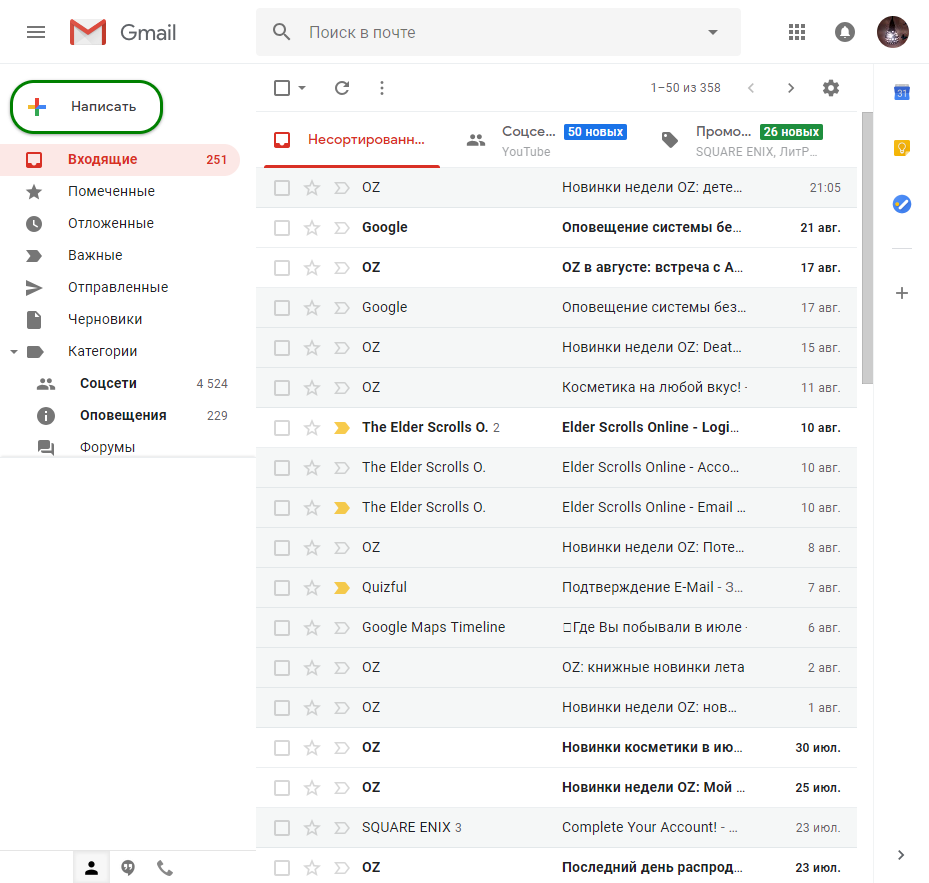 Gmail
Поиск в почте
Написать
1–50 из 358
31
Входящие 251
Помеченные
Отложенные
Важные
Отправленные
Черновики
Категории
Соцсети 4 524
Оповещения 229
Форумы
Несортированн...
Соцсе... 50 новых
YouTube
Промо... 26 новых
SQUARE ENIX, ЛитР...
OZ Новинки недели OZ: дете... 21:05
Google Оповещение системы бе... 21 авг.
OZ OZ в августе: встреча с А... 17 авг.
Google Оповещение системы без... 17 авг.
OZ Новинки недели OZ: Deat... 15 авг.
OZ Косметика на любой вкус! - 11 авг.
The Elder Scrolls O. 2 Elder Scrolls Online - Logi... 10 авг.
The Elder Scrolls O. Elder Scrolls Online - Acco... 10 авг.
The Elder Scrolls O. Elder Scrolls Online - Email ... 10 авг.
OZ Новинки недели OZ: Поте... 8 авг.
Quizful Подтверждение E-Mail - З... 7 авг.
Google Maps Timeline Где Вы побывали в июле - 6 авг.
OZ OZ: книжные новинки лета 2 авг.
OZ Новинки недели OZ: нов... 1 авг.
OZ Новинки косметики в ию... 30 июл.
OZ Новинки недели OZ: Мой ... 25 июл.
SQUARE ENIX 3 Complete Your Account! - ... 23 июл.
OZ Последний день распрод... 23 июл.